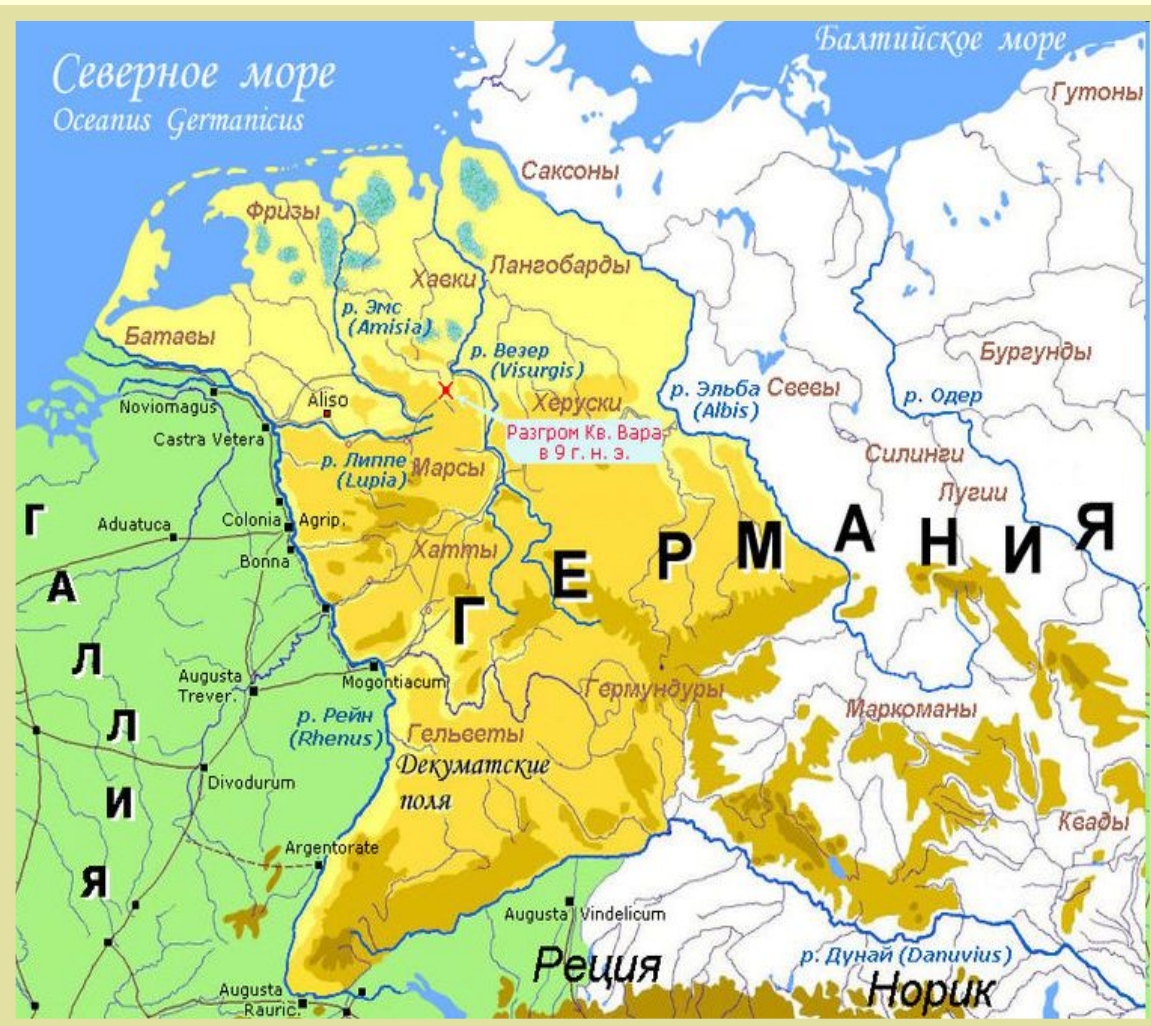 Северное море
Oceanus Germanicus
Балтийское море
Гутоны
Саксоны
Фризы
Хавки
Лангобарды
р. Эмс
(Amisia)
Батавы
р. Везер
(Visurgis)
Бургунды
р. Эльба
(Albis)
Свевы
р. Одер
Noviomagus
Aliso
Херуски
Castra Vetera
Разгром Кв. Вара
в 9 г. н. э.
р. Липпе
(Lupia)
Марсы
Силинги
Лугии
Aduatuca
Colonia Agrip.
Bonna
Хатты
ГЕРМАНИЯ
ГАЛЛИЯ
Augusta
Trever.
Mogontiacum
Гермундуры
Маркоманы
р. Рейн
(Rhenus)
Гельветы
Декуматские
поля
Divodurum
Квады
Argentorate
Augusta Vindelicum
Реция
р. Дунай (Danuvius)
Норик
Augusta
Rauric.